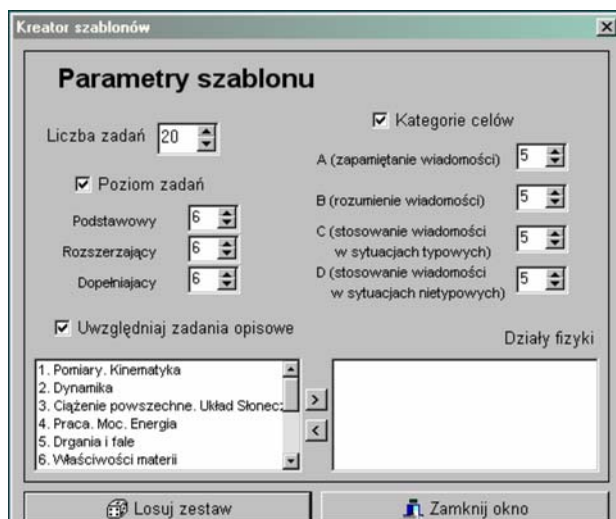 Kreator szablonów
Parametry szablonu
Liczba zadań 20
Poziom zadań
Podstawowy 6
Rozszerzający 6
Dopełniajacy 6
Kategorie celów
A (zapamiętanie wiadomości) 5
B (rozumienie wiadomości) 5
C (stosowanie wiadomości
w sytuacjach typowych) 5
D (stosowanie wiadomości
w sytuacjach nietypowych) 5
Uwzględniaj zadania opisowe
Działy fizyki
1. Pomiary. Kinematyka
2. Dynamika
3. Ciążenie powszechne. Układ Słonec
4. Praca. Moc. Energia
5. Drgania i fale
6. Właściwości materii
>
<
Losuj zestaw
Zamknij okno